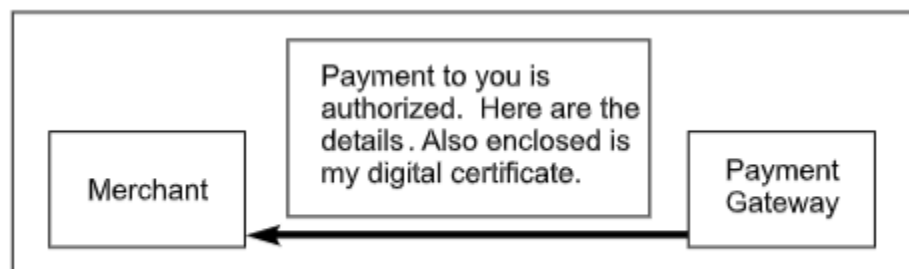 Payment to you is
authorized.  Here are the
details. Also enclosed is
my digital certificate.
Merchant
Payment
Gateway